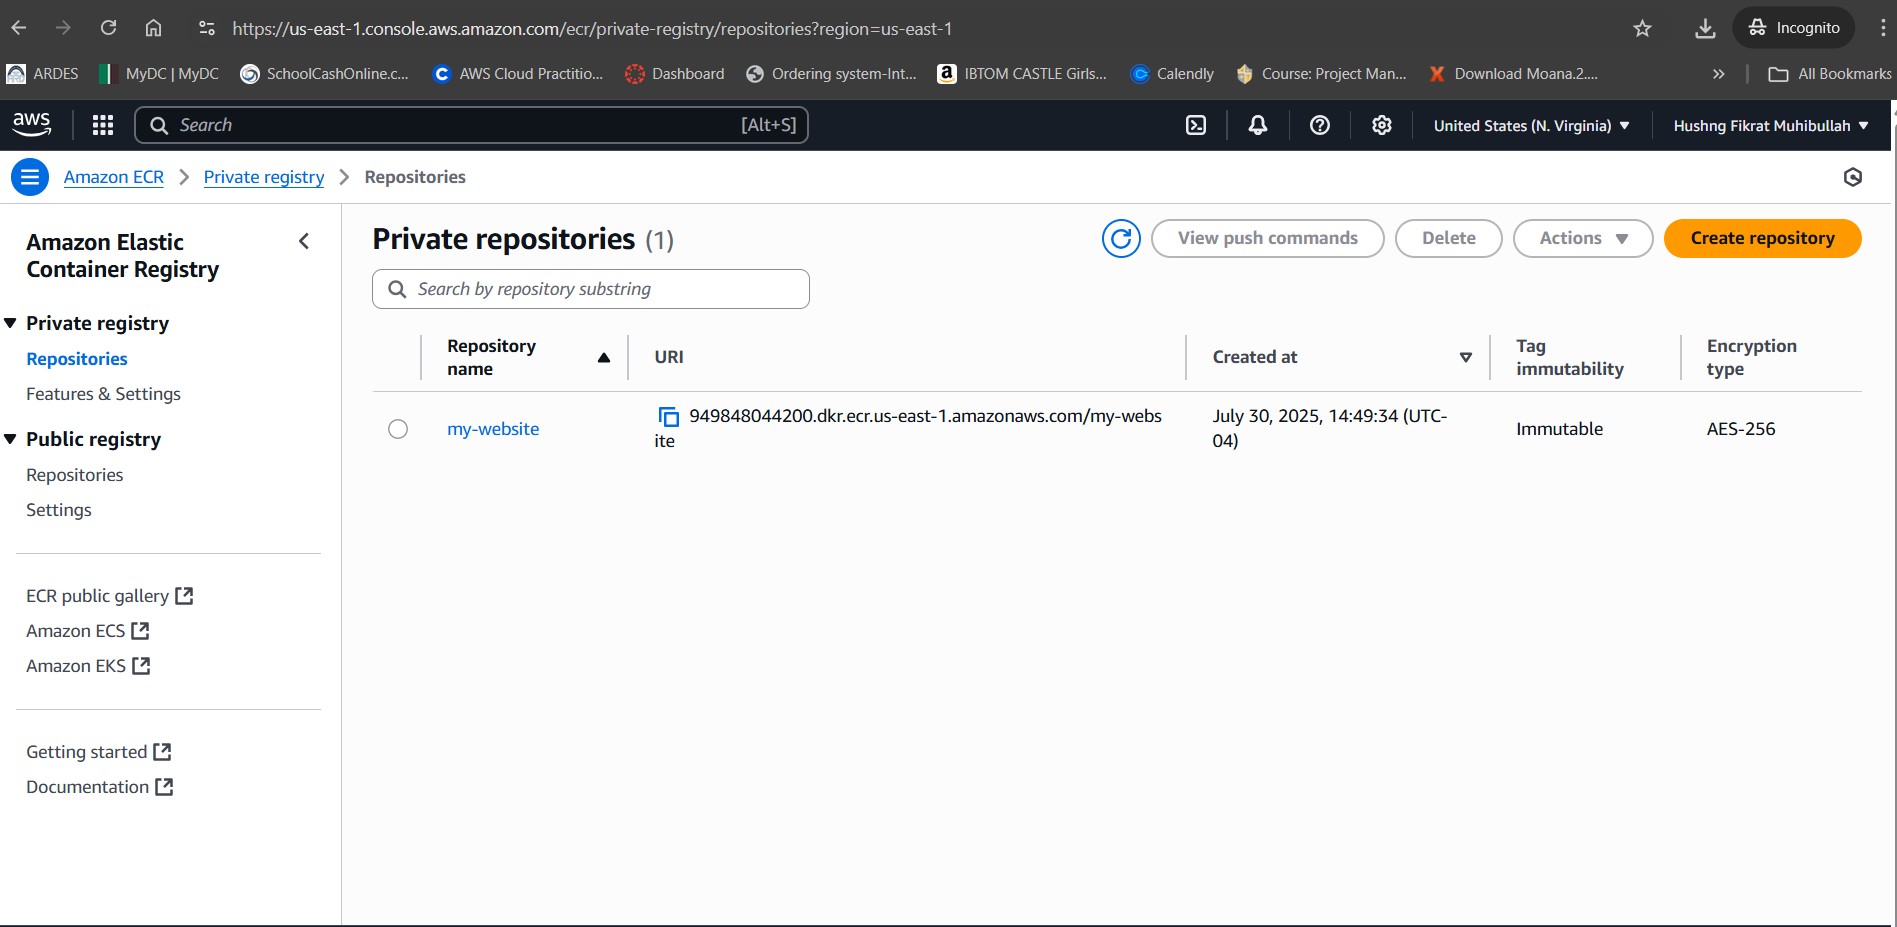 https://us-east-1.console.aws.amazon.com/ecr/private-registry/repositories?region=us-east-1
Incognito
ARDES
MyDC | MyDC
SchoolCashOnline.c...
AWS Cloud Practitio...
Dashboard
Ordering system-Int...
IBTOM CASTLE Girls...
Calendly
Course: Project Man...
Download Moana.2....
»
All Bookmarks
aws
Search
[Alt+S]
United States (N. Virginia)
Hushng Fikrat Muhibullah
Amazon ECR
Private registry
Repositories
Amazon Elastic
Container Registry
Private registry
Repositories
Features & Settings
Public registry
Repositories
Settings
ECR public gallery
Amazon ECS
Amazon EKS
Getting started
Documentation
Private repositories (1)
View push commands
Delete
Actions
Create repository
Search by repository substring
Repository
name
URI
Created at
Tag
immutability
Encryption
type
my-website
949848044200.dkr.ecr.us-east-1.amazonaws.com/my-webs
ite
July 30, 2025, 14:49:34 (UTC-
04)
Immutable
AES-256